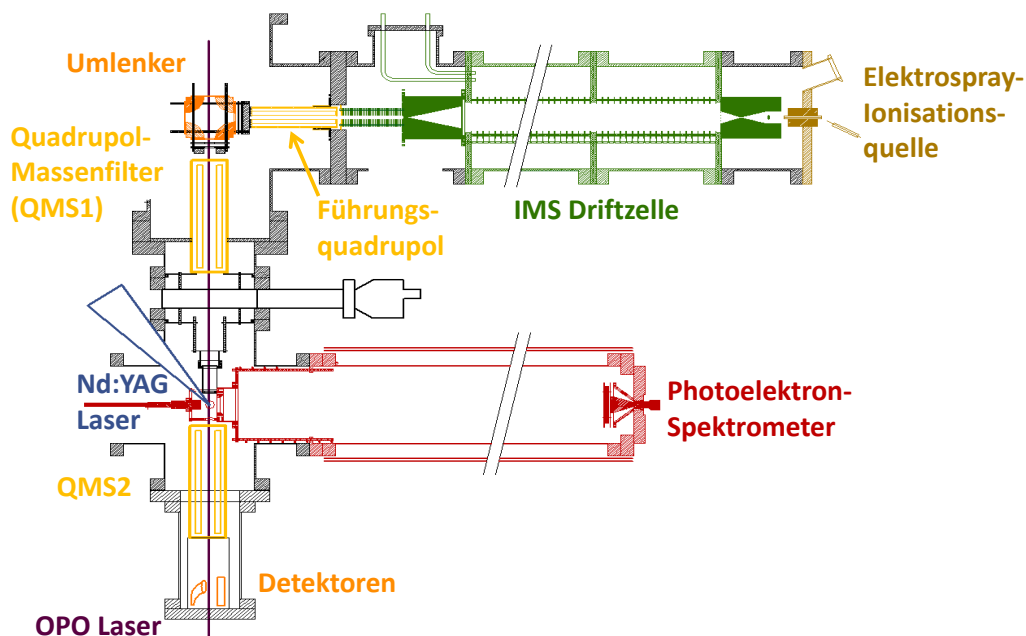 Umlenker
Elektrospray-
Ionisations-
quelle
Quadrupol-
Massenfilter
(QMS1)
Führungs-
quadrupol
IMS Driftzelle
Nd:YAG
Laser
Photoelektron-
Spektrometer
QMS2
Detektoren
OPO Laser